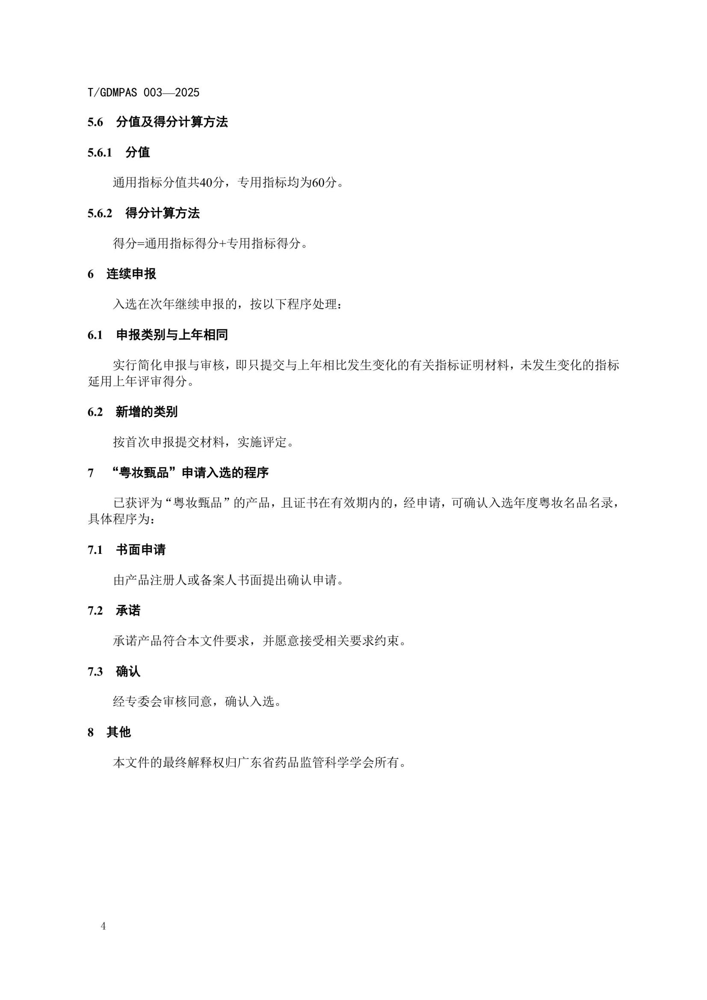 T/GDMPAS 003—2025
5.6 分值及得分计算方法
5.6.1 分值
通用指标分值共40分，专用指标均为60分。
5.6.2 得分计算方法
得分=通用指标得分+专用指标得分。
6 连续申报
入选在次年继续申报的，按以下程序处理：
6.1 申报类别与上年相同
实行简化申报与审核，即只提交与上年相比发生变化的有关指标证明材料，未发生变化的指标
延用上年评审得分。
6.2 新增的类别
按首次申报提交材料，实施评定。
7 “粤妆甄品”申请入选的程序
已获评为“粤妆甄品”的产品，且证书在有效期内的，经申请，可确认入选年度粤妆名品名录，
具体程序为：
7.1 书面申请
由产品注册人或备案人书面提出确认申请。
7.2 承诺
承诺产品符合本文件要求，并愿意接受相关要求约束。
7.3 确认
经专委会审核同意，确认入选。
8 其他
本文件的最终解释权归广东省药品监管科学学会所有。
4